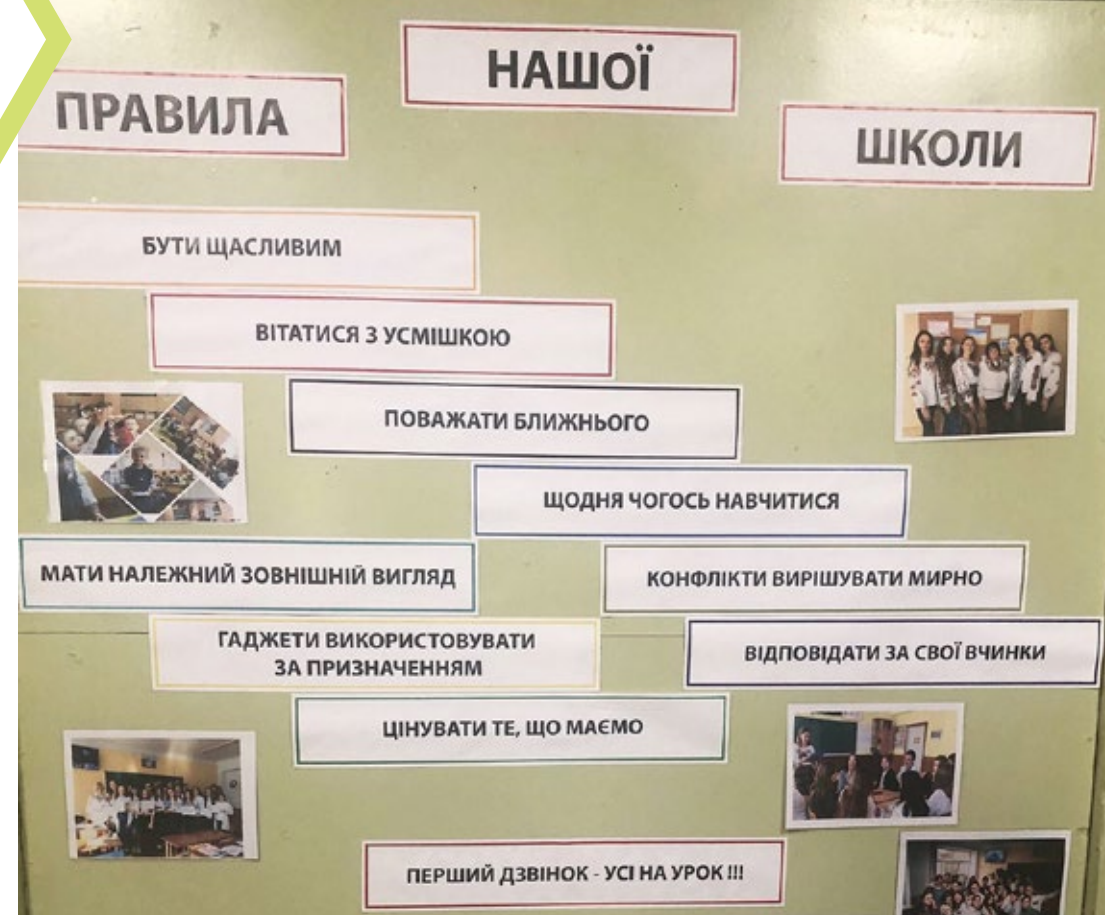 ПРАВИЛА
НАШОЇ
ШКОЛИ
БУТИ ЩАСЛИВИМ
ВІТАТИСЯ З УСМІШКОЮ
ПОВАЖАТИ БЛИЖНЬОГО
ЩОДНЯ ЧОГОСЬ НАВЧИТИСЯ
МАТИ НАЛЕЖНИЙ ЗОВНІШНІЙ ВИГЛЯД
КОНФЛІКТИ ВИРІШУВАТИ МИРНО
ГАДЖЕТИ ВИКОРИСТОВУВАТИ
ЗА ПРИЗНАЧЕННЯМ
ВІДПОВІДАТИ ЗА СВОЇ ВЧИНКИ
ЦІНУВАТИ ТЕ, ЩО МАЄМО
ПЕРШИЙ ДЗВІНОК - УСІ НА УРОК !!!